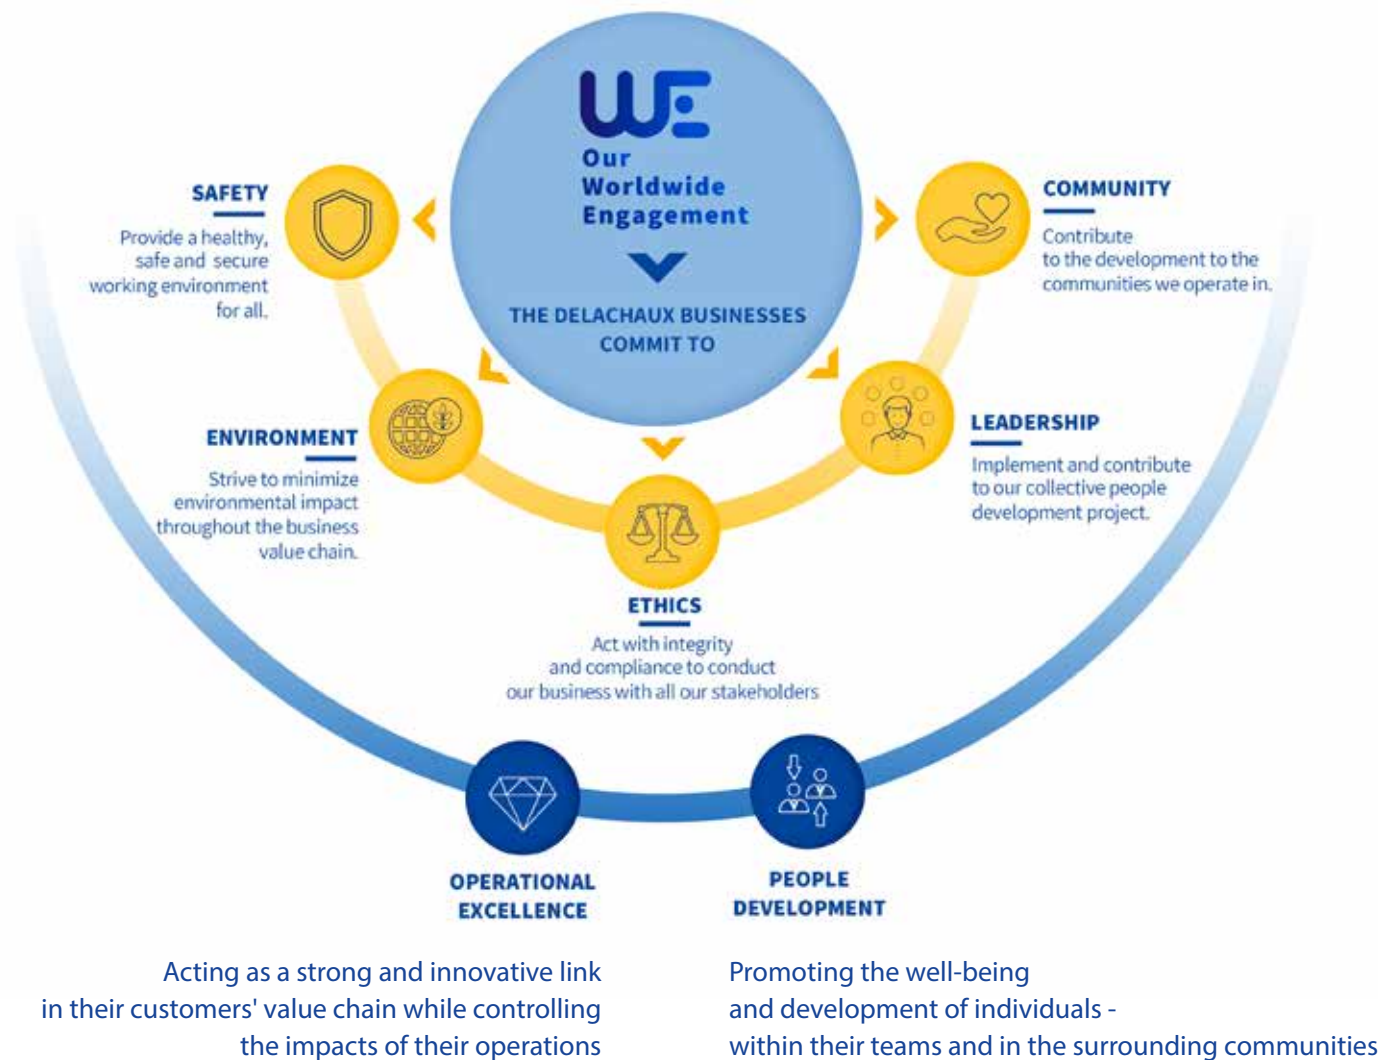 WE
Our
Worldwide
Engagement
THE DELACHAUX BUSINESSES
COMMIT TO
SAFETY
Provide a healthy,
safe and secure
working environment
for all.
ENVIRONMENT
Strive to minimize
environmental impact
throughout the business
value chain.
ETHICS
Act with integrity
and compliance to conduct
our business with all our stakeholders
LEADERSHIP
Implement and contribute
to our collective people
development project.
COMMUNITY
Contribute
to the development to the
communities we operate in.
OPERATIONAL
EXCELLENCE
Acting as a strong and innovative link
in their customers' value chain while controlling
the impacts of their operations
PEOPLE
DEVELOPMENT
Promoting the well-being
and development of individuals -
within their teams and in the surrounding communities